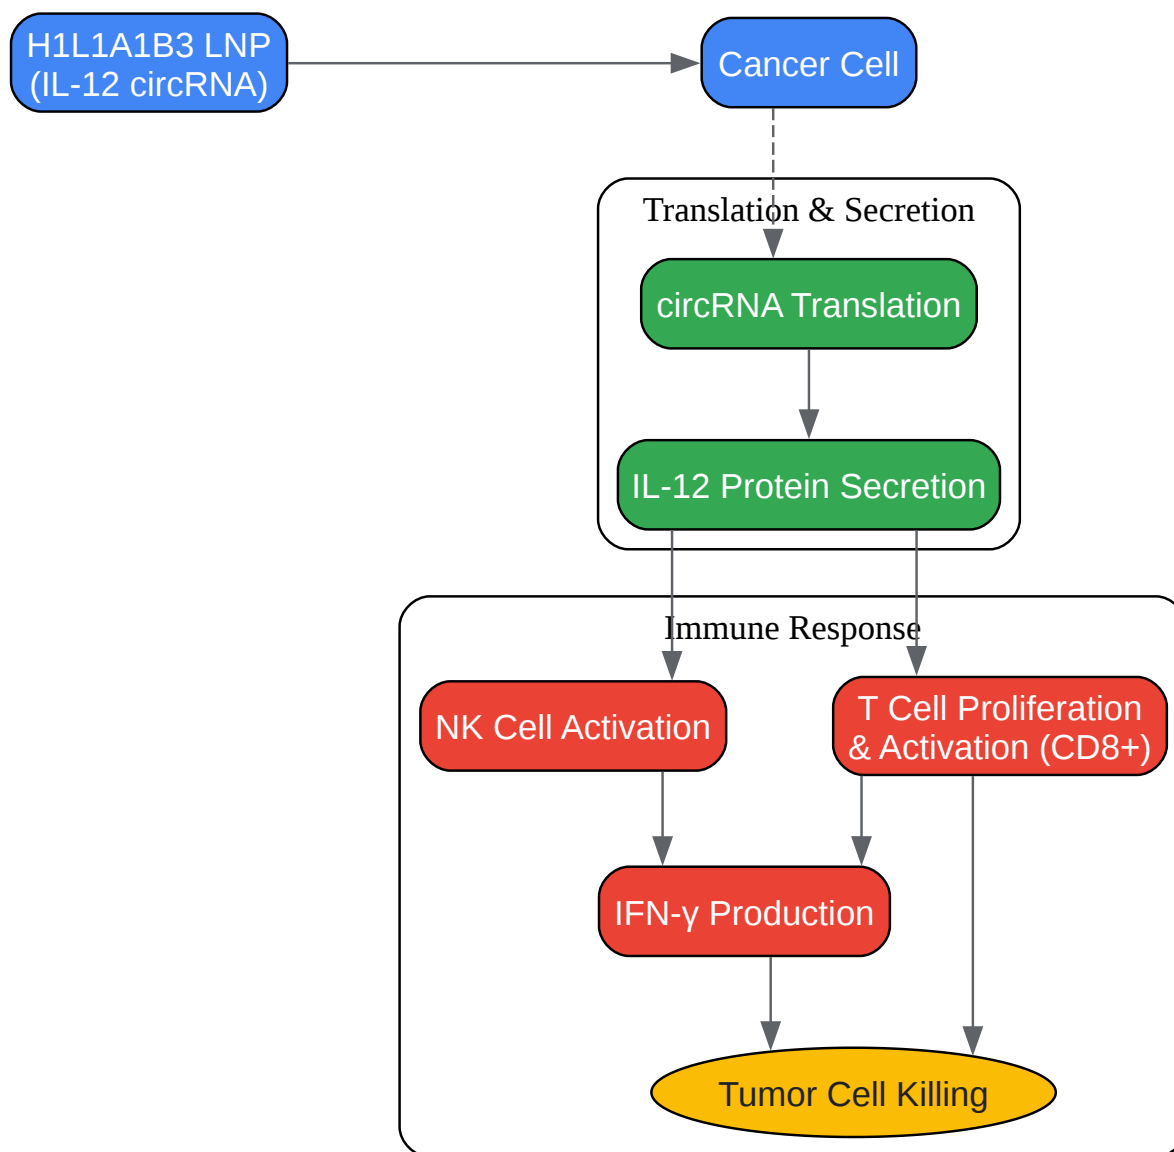 H1L1A1B3 LNP
(IL-12 circRNA)
Cancer Cell
Translation & Secretion
circRNA Translation
IL-12 Protein Secretion
Immune Response
NK Cell Activation
T Cell Proliferation
& Activation (CD8+)
IFN-γ Production
Tumor Cell Killing